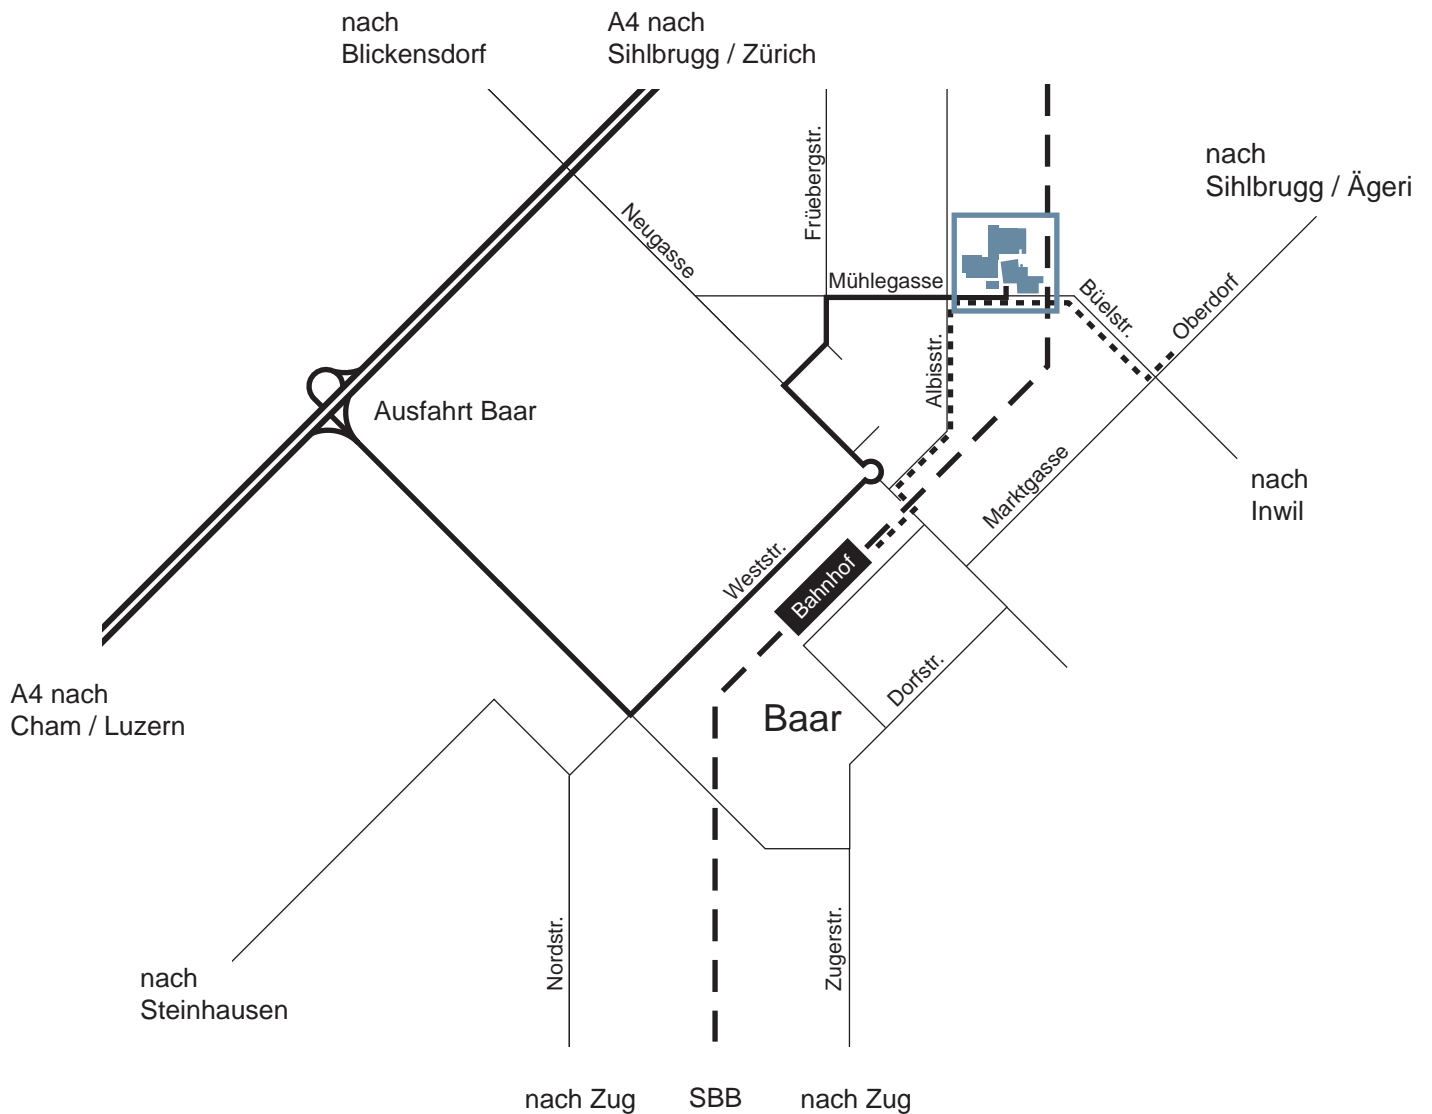 nach
Blickensdorf
A4 nach
Sihlbrugg / Zürich
nach
Sihlbrugg / Ägeri
Früebergstr.
Neugasse
Mühlegasse
Büelstr.
Oberdorf
Albisstr.
Ausfahrt Baar
Marktgasse
nach
Inwil
Weststr.
Bahnhof
Dorfstr.
A4 nach
Cham / Luzern
Baar
Nordstr.
Zugerstr.
nach
Steinhausen
nach Zug
SBB
nach Zug